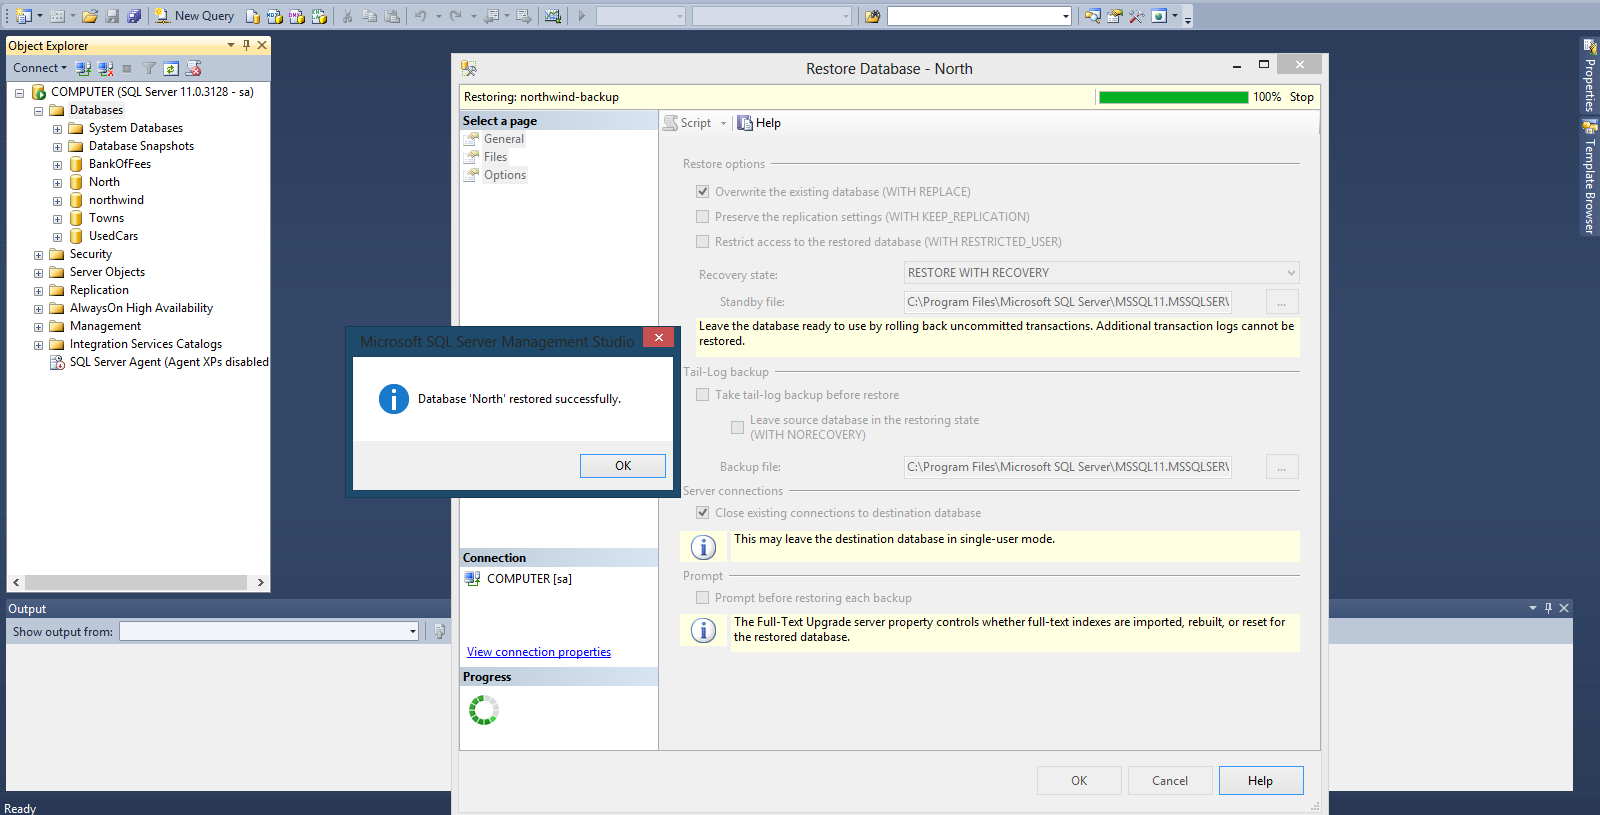 New Query
Object Explorer
Connect
COMPUTER (SQL Server 11.0.3128 - sa)
Databases
System Databases
Database Snapshots
BankOfFees
North
northwind
Towns
UsedCars
Security
Server Objects
Replication
AlwaysOn High Availability
Management
Integration Services Catalogs
SQL Server Agent (Agent XPs disabled
Restore Database - North
Restoring: northwind-backup
100%
Stop
Select a page
General
Files
Options
Script
Help
Restore options
Overwrite the existing database (WITH REPLACE)
Preserve the replication settings (WITH KEEP_REPLICATION)
Restrict access to the restored database (WITH RESTRICTED_USER)
Recovery state:
RESTORE WITH RECOVERY
Standby file:
C:\Program Files\Microsoft SQL Server\MSSQL11.MSSQLSER\
...
Leave the database ready to use by rolling back uncommitted transactions. Additional transaction logs cannot be
restored.
Tail-Log backup
Take tail-log backup before restore
Leave source database in the restoring state
(WITH NORECOVERY)
Backup file:
C:\Program Files\Microsoft SQL Server\MSSQL11.MSSQLSER\
...
Server connections
Close existing connections to destination database
This may leave the destination database in single-user mode.
Prompt
Prompt before restoring each backup
The Full-Text Upgrade server property controls whether full-text indexes are imported, rebuilt, or reset for
the restored database.
Microsoft SQL Server Management Studio
Database 'North' restored successfully.
OK
Connection
COMPUTER [sa]
View connection properties
Progress
OK
Cancel
Help
Output
Show output from:
Ready
Properties
Template Browser